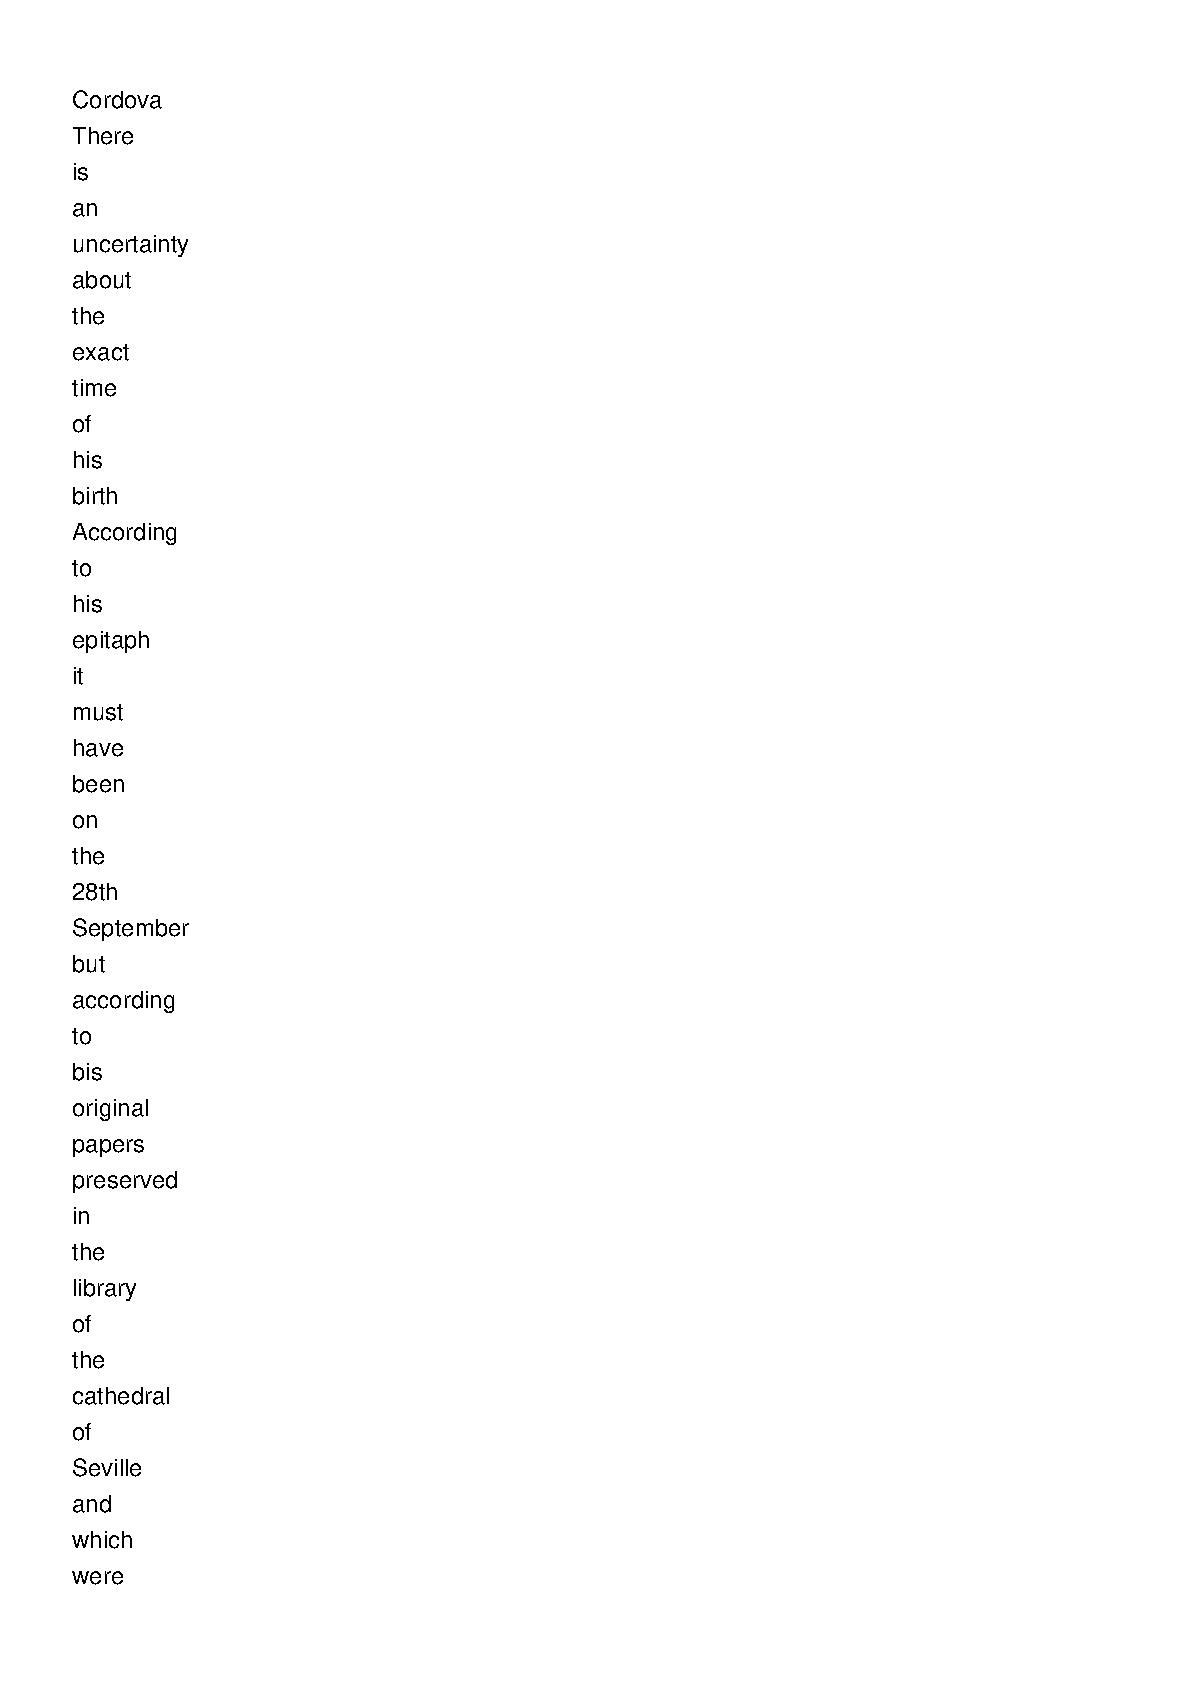 Cordova
There
is
an
uncertainty
about
the
exact
time
of
his
birth
According
to
his
epitaph
it
must
have
been
on
the
28th
September
but
according
to
bis
original
papers
preserved
in
the
library
of
the
cathedral
of
Seville
and
which
were